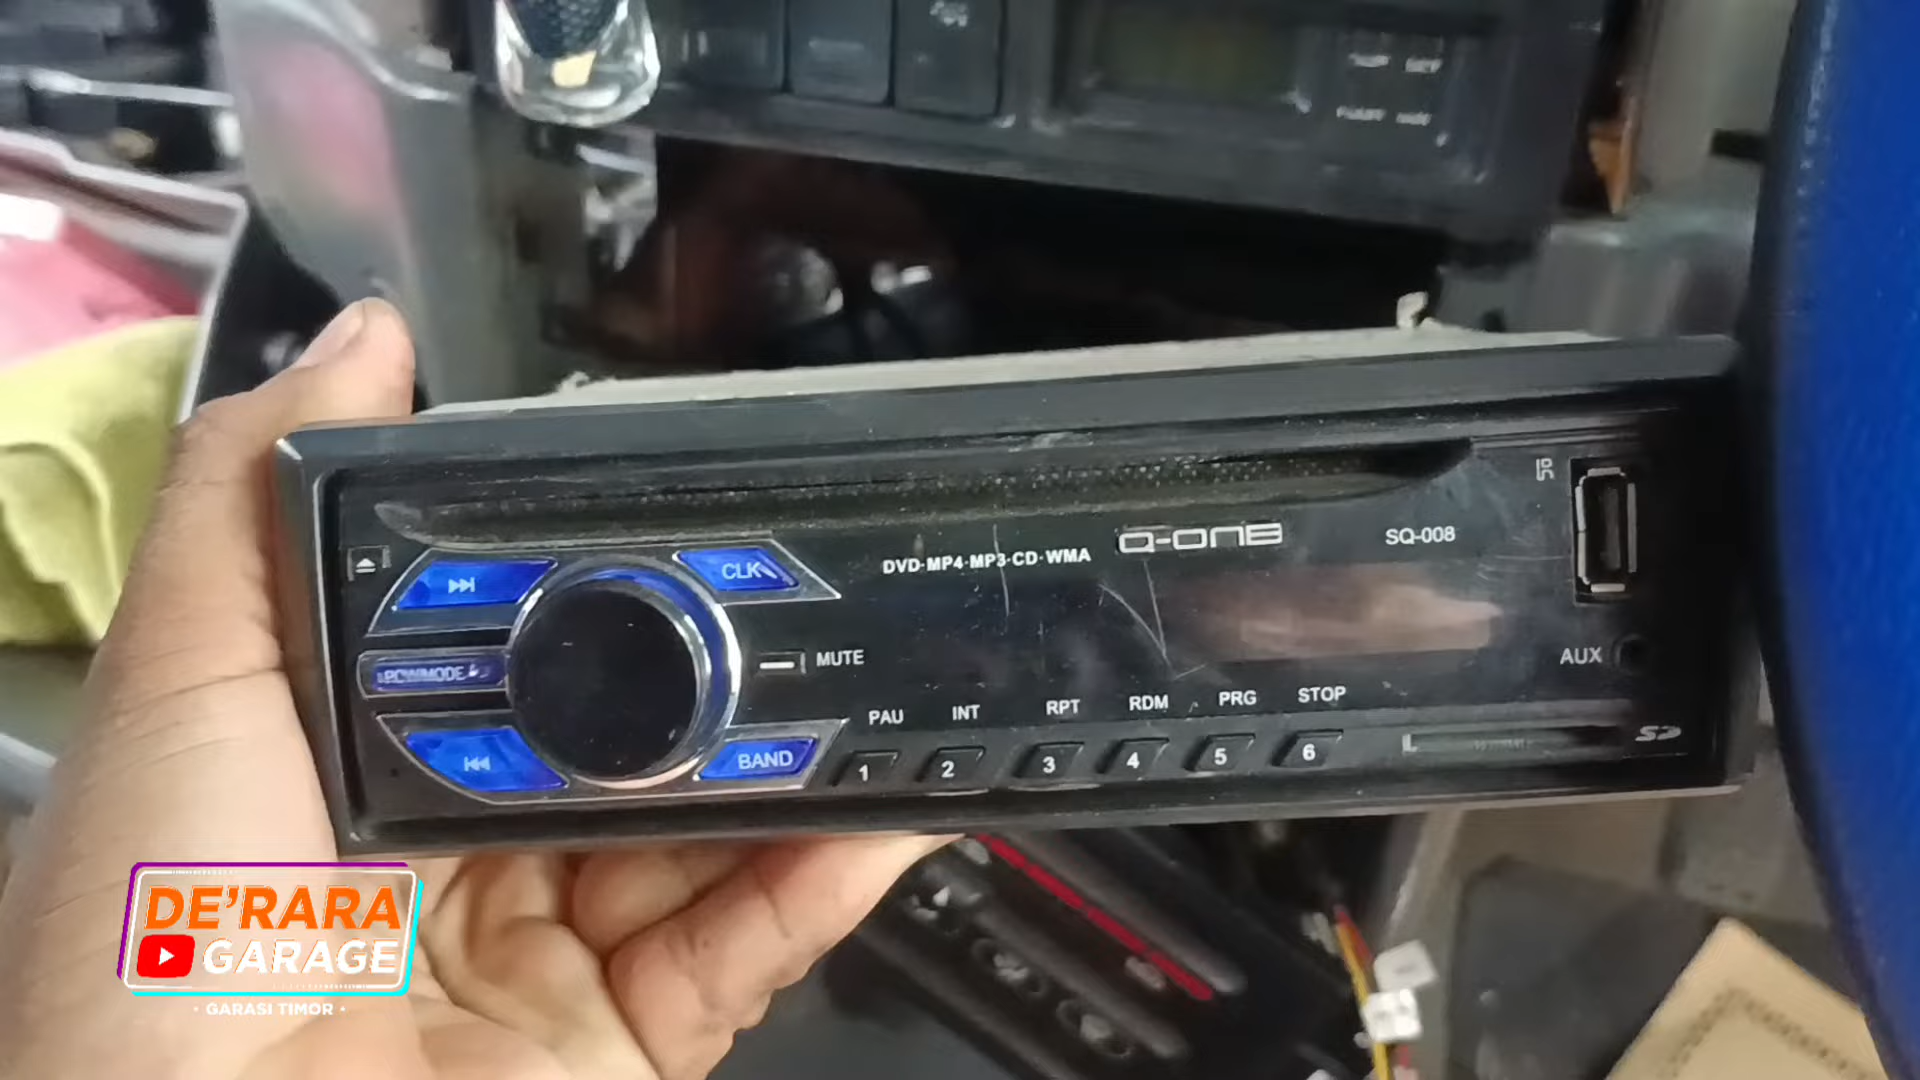 Q-ONE
SQ-008
DVD·MP4·MP3·CD·WMA
CLK
MUTE
AUX
BAND
PAU INT RPT RDM PRG STOP
1 2 3 4 5 6
DE'RARA
GARAGE
· GARASI TIMOR ·